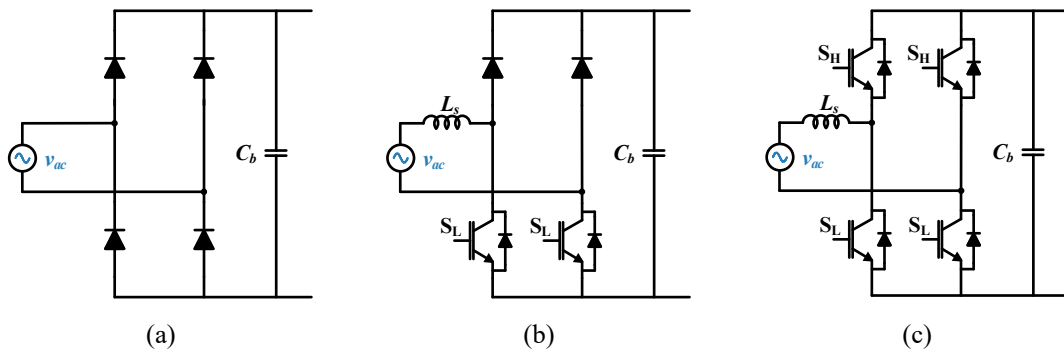 v_ac
C_b
(a)
L_s
v_ac
S_L
S_L
C_b
(b)
S_H
S_H
L_s
v_ac
S_L
S_L
C_b
(c)